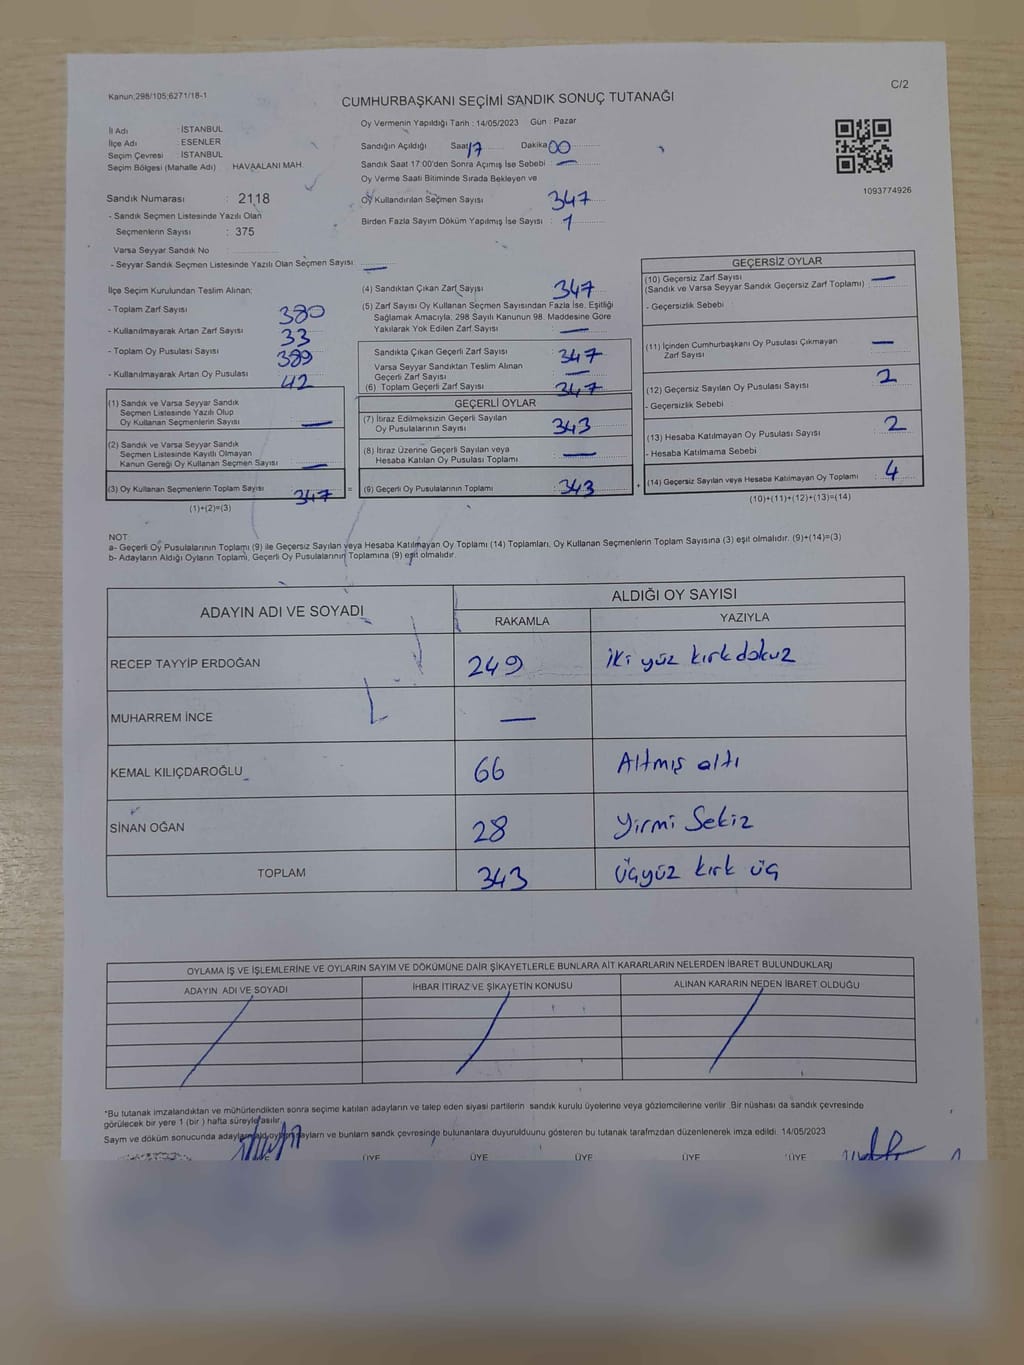 Kanun;298/105;6271/18-1
C/2
CUMHURBAŞKANI SEÇİMİ SANDIK SONUÇ TUTANAĞI
İl Adı : İSTANBUL
İlçe Adı : ESENLER
Seçim Çevresi : İSTANBUL
Seçim Bölgesi (Mahalle Adı) : HAVAALANI MAH.
Sandık Numarası : 2118
- Sandık Seçmen Listesinde Yazılı Olan
Seçmenlerin Sayısı : 375
Varsa Seyyar Sandık No :
- Seyyar Sandık Seçmen Listesinde Yazılı Olan Seçmen Sayısı: —
Oy Vermenin Yapıldığı Tarih : 14/05/2023 Gün : Pazar
Sandığın Açıldığı Saat 17 Dakika 00
Sandık Saat 17:00'den Sonra Açımış İse Sebebi : —
Oy Verme Saati Bitiminde Sırada Bekleyen ve
Oy Kullandırılan Seçmen Sayısı 347
Birden Fazla Sayım Döküm Yapılmış İse Sayısı : 1
1093774926
İlçe Seçim Kurulundan Teslim Alınan;
- Toplam Zarf Sayısı 380
- Kullanılmayarak Artan Zarf Sayısı 33
- Toplam Oy Pusulası Sayısı 389
- Kullanılmayarak Artan Oy Pusulası 42
(1) Sandık ve Varsa Seyyar Sandık
Seçmen Listesinde Yazılı Olup
Oy Kullanan Seçmenlerin Sayısı : —
(2) Sandık ve Varsa Seyyar Sandık
Seçmen Listesinde Kayıtlı Olmayan
Kanun Gereği Oy Kullanan Seçmen Sayısı : —
(3) Oy Kullanan Seçmenlerin Toplam Sayısı 347 =
(1)+(2)=(3)
(4) Sandıktan Çıkan Zarf Sayısı 347
(5) Zarf Sayısı Oy Kullanan Seçmen Sayısından Fazla İse, Eşitliği
Sağlamak Amacıyla, 298 Sayılı Kanunun 98. Maddesine Göre
Yakılarak Yok Edilen Zarf Sayısı : —
Sandıkta Çıkan Geçerli Zarf Sayısı 347
Varsa Seyyar Sandıktan Teslim Alınan
Geçerli Zarf Sayısı : —
(6) Toplam Geçerli Zarf Sayısı : 347
GEÇERLİ OYLAR
(7) İtiraz Edilmeksizin Geçerli Sayılan
Oy Pusulalarının Sayısı : 343
(8) İtiraz Üzerine Geçerli Sayılan veya
Hesaba Katılan Oy Pusulası Toplamı : —
(9) Geçerli Oy Pusulalarının Toplamı : 343 +
GEÇERSİZ OYLAR
(10) Geçersiz Zarf Sayısı
(Sandık ve Varsa Seyyar Sandık Geçersiz Zarf Toplamı) : —
- Geçersizlik Sebebi :
(11) İçinden Cumhurbaşkanı Oy Pusulası Çıkmayan
Zarf Sayısı : —
(12) Geçersiz Sayılan Oy Pusulası Sayısı : 2
- Geçersizlik Sebebi :
(13) Hesaba Katılmayan Oy Pusulası Sayısı : 2
- Hesaba Katılmama Sebebi :
(14) Geçersiz Sayılan veya Hesaba Katılmayan Oy Toplamı : 4
(10)+(11)+(12)+(13)=(14)
NOT:
a- Geçerli Oy Pusulalarının Toplamı (9) ile Geçersiz Sayılan veya Hesaba Katılmayan Oy Toplamı (14) Toplamları, Oy Kullanan Seçmenlerin Toplam Sayısına (3) eşit olmalıdır. (9)+(14)=(3)
b- Adayların Aldığı Oyların Toplamı, Geçerli Oy Pusulalarının Toplamına (9) eşit olmalıdır.
ADAYIN ADI VE SOYADI
ALDIĞI OY SAYISI
RAKAMLA YAZIYLA
RECEP TAYYİP ERDOĞAN 249 İki yüz kırk dokuz
MUHARREM İNCE —
KEMAL KILIÇDAROĞLU 66 Altmış altı
SİNAN OĞAN 28 Yirmi Sekiz
TOPLAM 343 Üçyüz kırk üç
OYLAMA İŞ VE İŞLEMLERİNE VE OYLARIN SAYIM VE DÖKÜMÜNE DAİR ŞİKAYETLERLE BUNLARA AİT KARARLARIN NELERDEN İBARET BULUNDUKLARI
ADAYIN ADI VE SOYADI İHBAR İTİRAZ VE ŞİKAYETİN KONUSU ALINAN KARARIN NEDEN İBARET OLDUĞU
*Bu tutanak imzalandıktan ve mühürlendikten sonra seçime katılan adayların ve talep eden siyasi partilerin sandık kurulu üyelerine veya gözlemcilerine verilir. Bir nüshası da sandık çevresinde
görülecek bir yere 1 (bir ) hafta süreyle asılır.
Sayım ve döküm sonucunda adayların oyların sayılarını ve bunların sandık çevresinde bulunanlara duyurulduğunu gösteren bu tutanak tarafımızdan düzenlenerek imza edildi. 14/05/2023
ÜYE ÜYE ÜYE ÜYE ÜYE